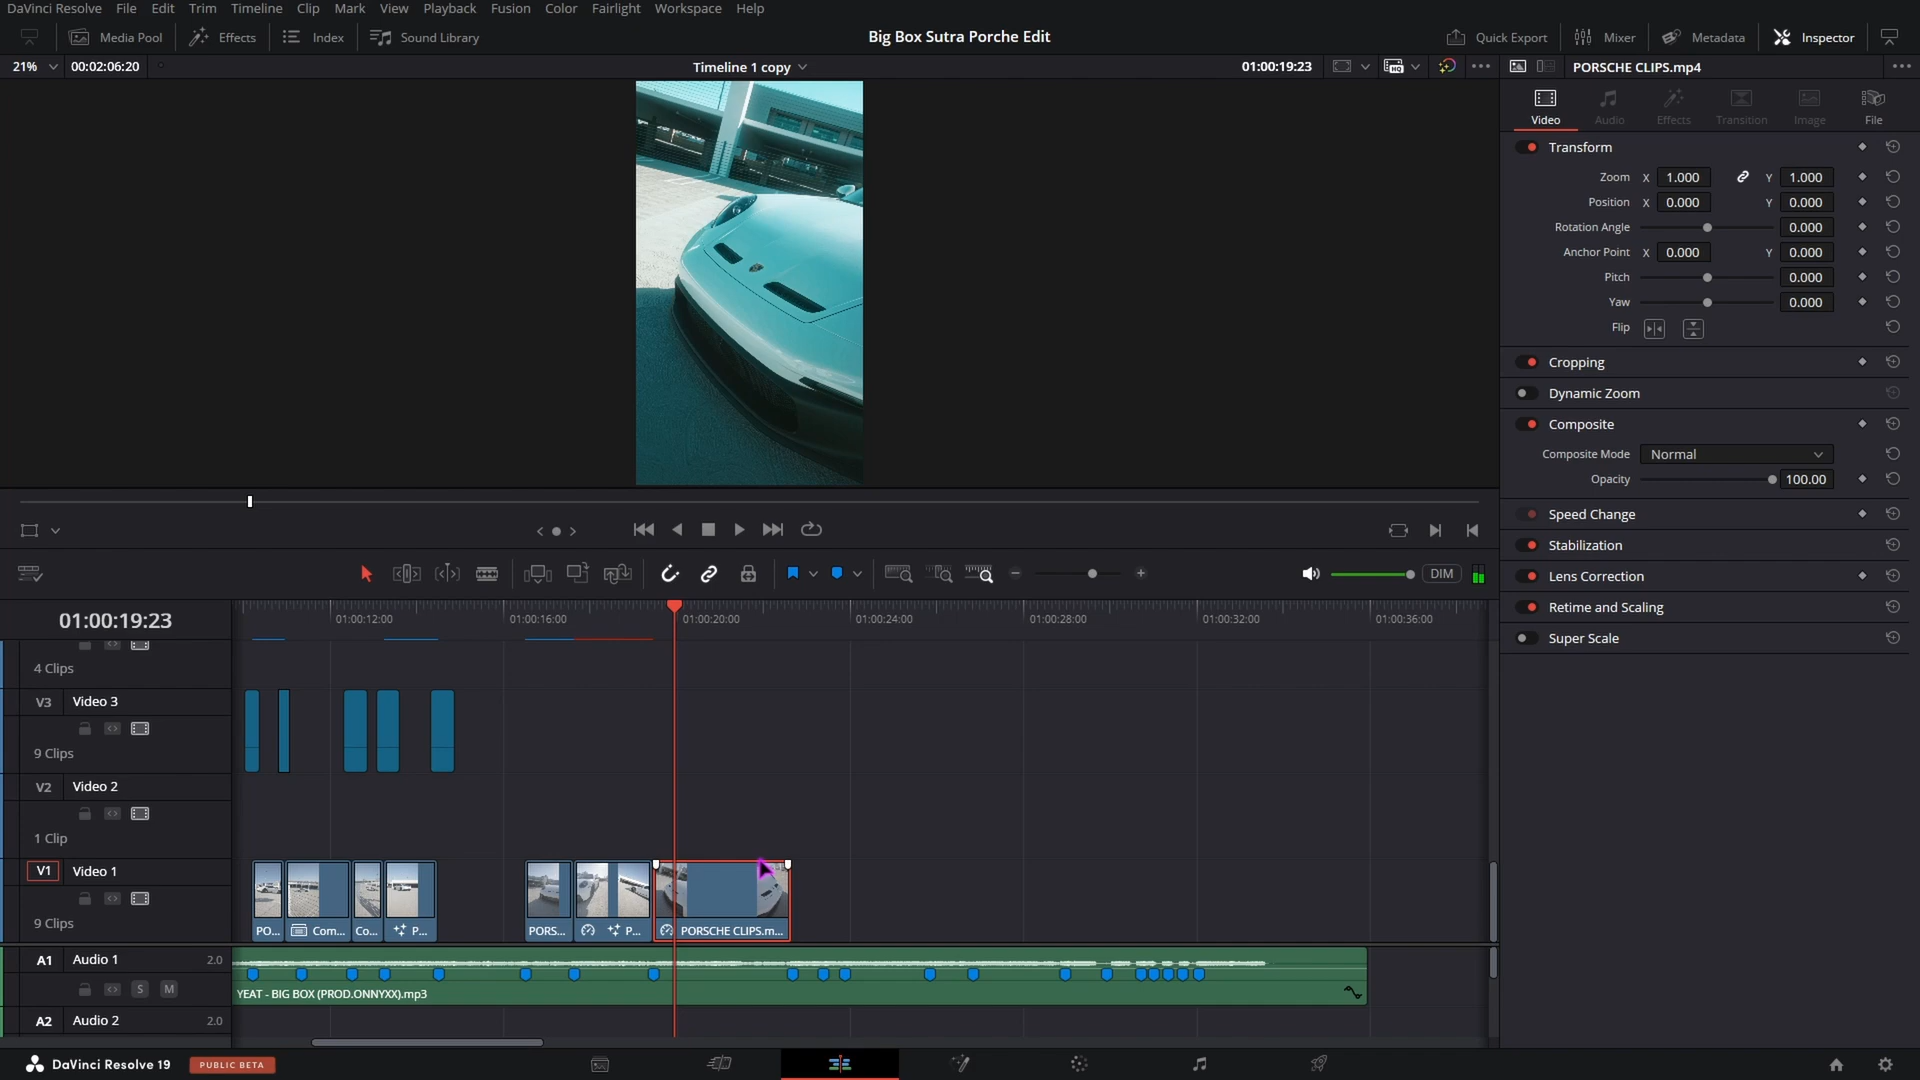 DaVinci Resolve File Edit Trim Timeline Clip Mark View Playback Fusion Color Fairlight Workspace Help
Media Pool Effects Index Sound Library Big Box Sutra Porche Edit Quick Export Mixer Metadata Inspector
21% 00:02:06:20 Timeline 1 copy 01:00:19:23 PORSCHE CLIPS.mp4
Video Audio Effects Transition Image File
Transform
Zoom X 1.000 Y 1.000
Position X 0.000 Y 0.000
Rotation Angle 0.000
Anchor Point X 0.000 Y 0.000
Pitch 0.000
Yaw 0.000
Flip
Cropping
Dynamic Zoom
Composite
Composite Mode Normal
Opacity 100.00
Speed Change
Stabilization
Lens Correction
Retime and Scaling
Super Scale
DIM
01:00:19:23
01:00:12:00 01:00:16:00 01:00:20:00 01:00:24:00 01:00:28:00 01:00:32:00 01:00:36:00
4 Clips
V3 Video 3
9 Clips
V2 Video 2
1 Clip
V1 Video 1
9 Clips
PO... Com... Co... P... PORS... P... PORSCHE CLIPS.m...
A1 Audio 1 2.0
S M
YEAT - BIG BOX (PROD.ONNYXX).mp3
A2 Audio 2 2.0
DaVinci Resolve 19 PUBLIC BETA